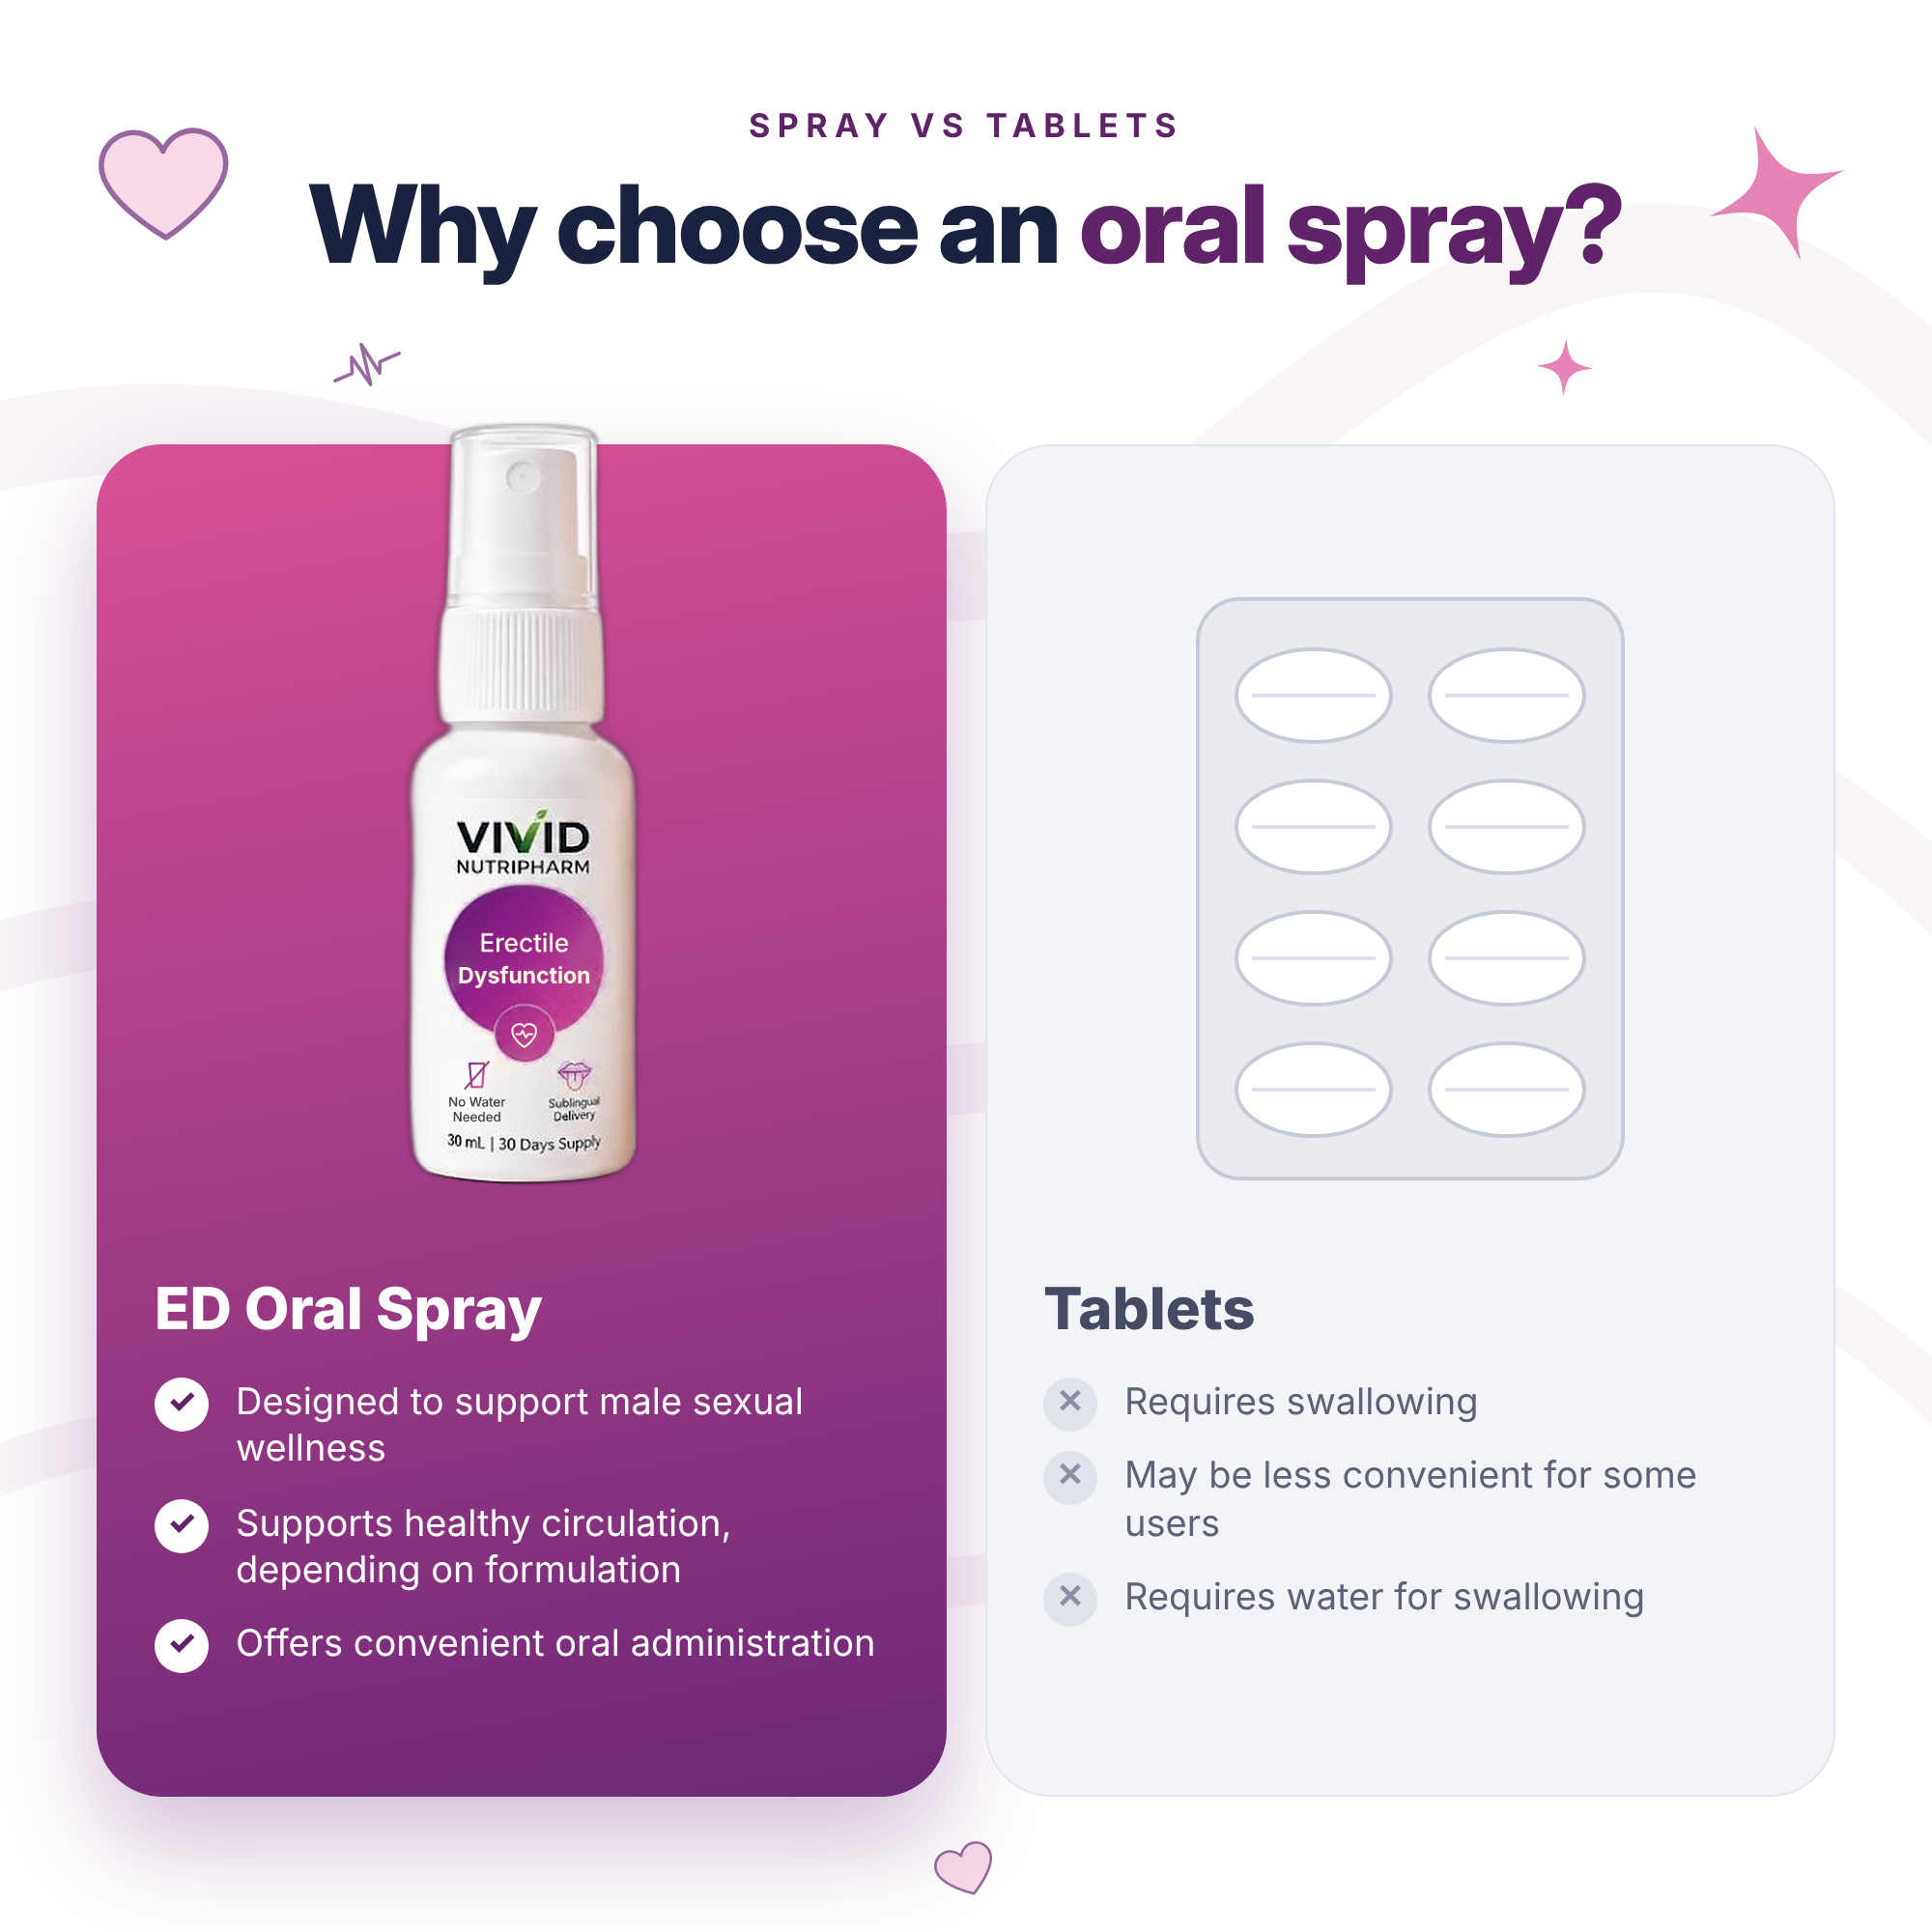 SPRAY VS TABLETS
Why choose an oral spray?
VIVID
NUTRIPHARM
Erectile
Dysfunction
No Water
Needed
Sublingual
Delivery
30 mL | 30 Days Supply
ED Oral Spray
Designed to support male sexual
wellness
Supports healthy circulation,
depending on formulation
Offers convenient oral administration
Tablets
Requires swallowing
May be less convenient for some
users
Requires water for swallowing